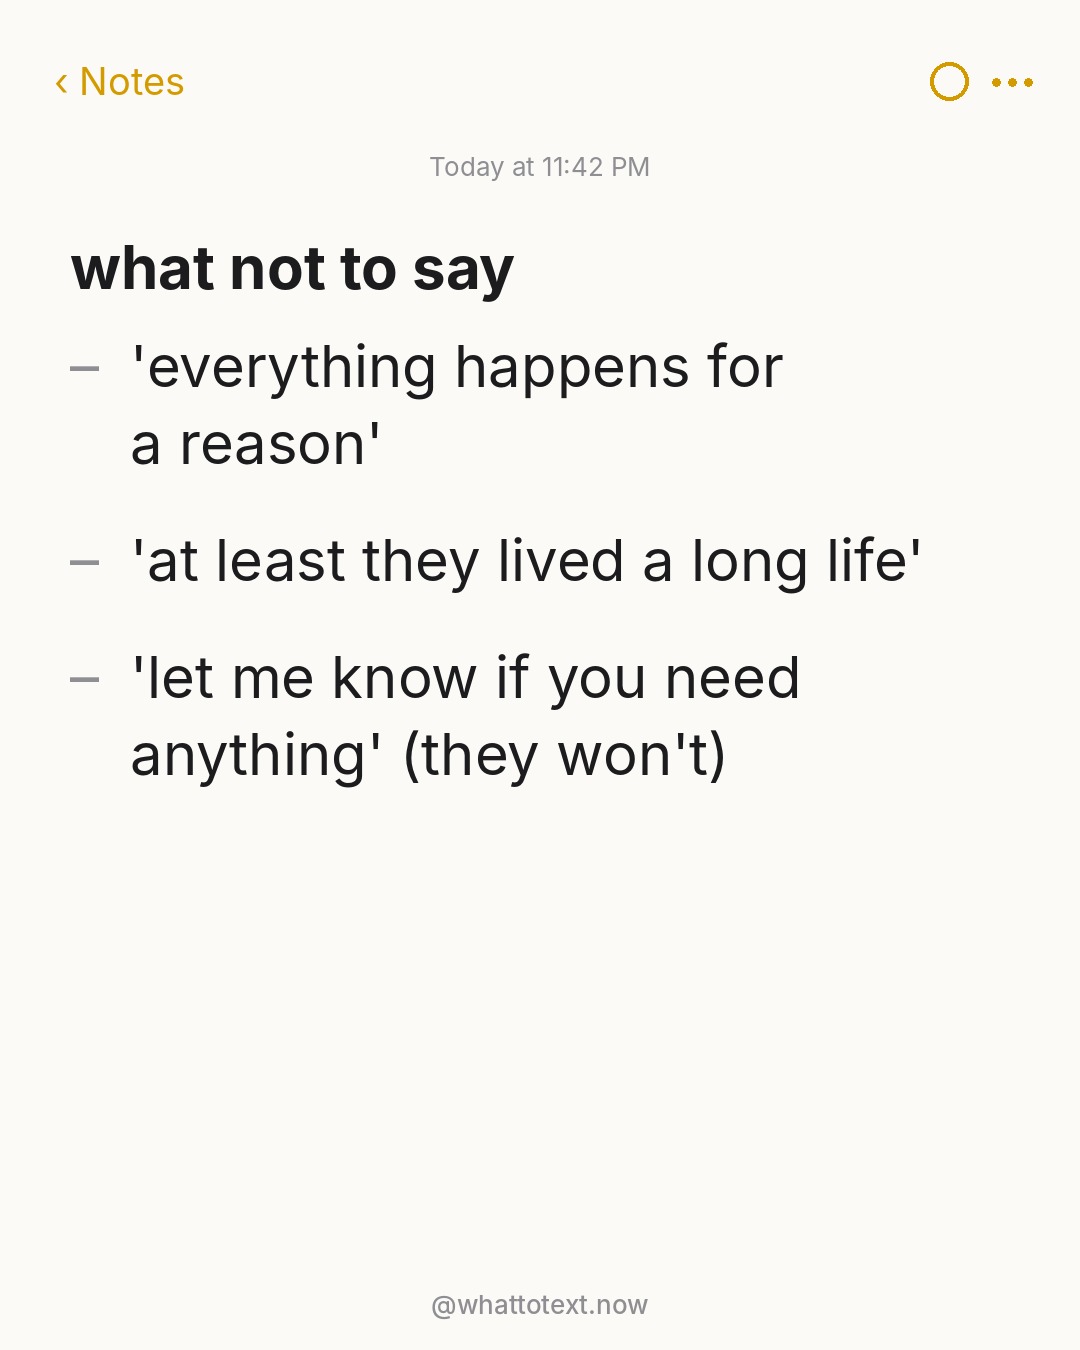 ‹ Notes
Today at 11:42 PM
what not to say
– 'everything happens for
a reason'
– 'at least they lived a long life'
– 'let me know if you need
anything' (they won't)
@whattotext.now